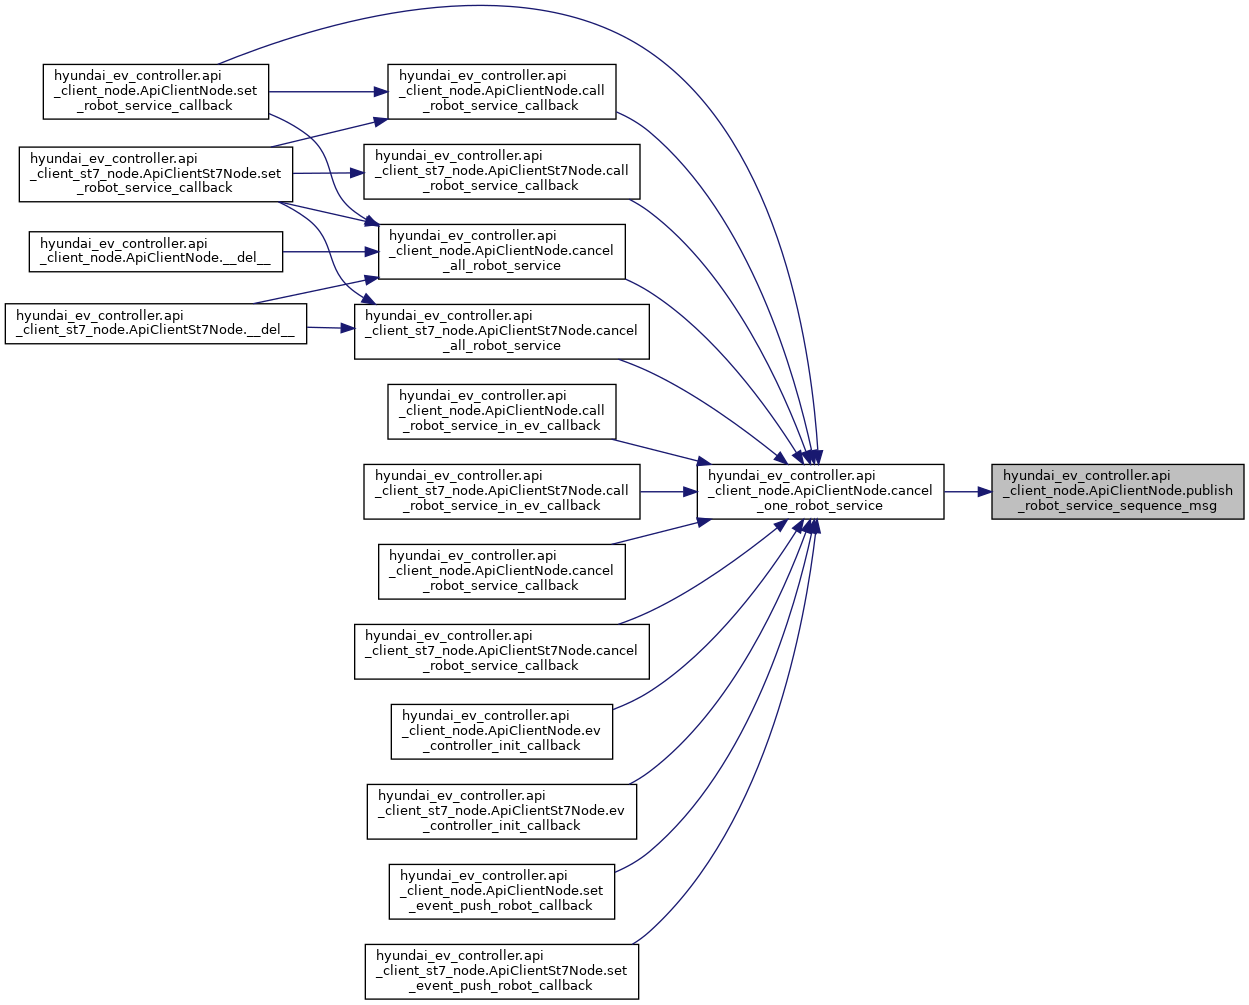 hyundai_ev_controller.api
_client_node.ApiClientNode.set
_robot_service_callback
hyundai_ev_controller.api
_client_node.ApiClientNode.call
_robot_service_callback
hyundai_ev_controller.api
_client_st7_node.ApiClientSt7Node.set
_robot_service_callback
hyundai_ev_controller.api
_client_st7_node.ApiClientSt7Node.call
_robot_service_callback
hyundai_ev_controller.api
_client_node.ApiClientNode.__del__
hyundai_ev_controller.api
_client_node.ApiClientNode.cancel
_all_robot_service
hyundai_ev_controller.api
_client_st7_node.ApiClientSt7Node.__del__
hyundai_ev_controller.api
_client_st7_node.ApiClientSt7Node.cancel
_all_robot_service
hyundai_ev_controller.api
_client_node.ApiClientNode.call
_robot_service_in_ev_callback
hyundai_ev_controller.api
_client_st7_node.ApiClientSt7Node.call
_robot_service_in_ev_callback
hyundai_ev_controller.api
_client_node.ApiClientNode.cancel
_one_robot_service
hyundai_ev_controller.api
_client_node.ApiClientNode.publish
_robot_service_sequence_msg
hyundai_ev_controller.api
_client_node.ApiClientNode.cancel
_robot_service_callback
hyundai_ev_controller.api
_client_st7_node.ApiClientSt7Node.cancel
_robot_service_callback
hyundai_ev_controller.api
_client_node.ApiClientNode.ev
_controller_init_callback
hyundai_ev_controller.api
_client_st7_node.ApiClientSt7Node.ev
_controller_init_callback
hyundai_ev_controller.api
_client_node.ApiClientNode.set
_event_push_robot_callback
hyundai_ev_controller.api
_client_st7_node.ApiClientSt7Node.set
_event_push_robot_callback